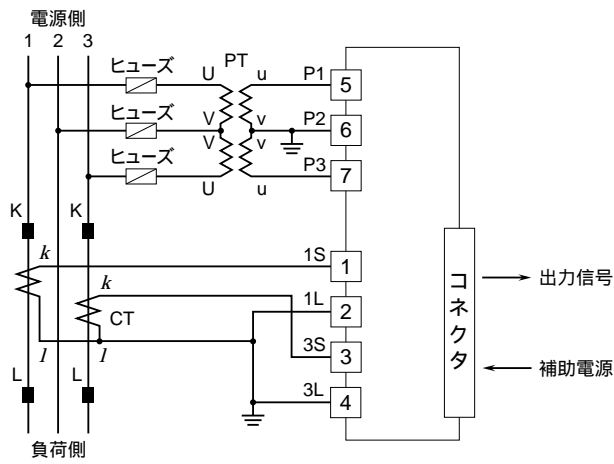 電源側
1 2 3
ヒューズ
PT
U u P1 5
ヒューズ
V v P2 6
V v
ヒューズ
U u P3 7
K K
k 1S 1
k
1L 2
CT
l l 3S 3
L L
3L 4
負荷側
コネクタ
出力信号
補助電源